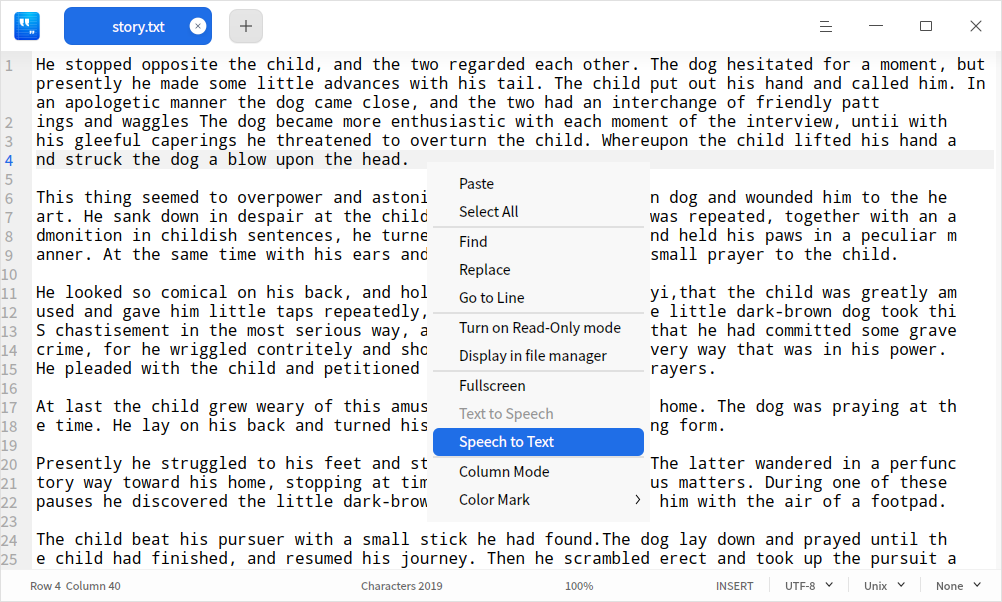 story.txt
1 He stopped opposite the child, and the two regarded each other. The dog hesitated for a moment, but
presently he made some little advances with his tail. The child put out his hand and called him. In
an apologetic manner the dog came close, and the two had an interchange of friendly patt
2 ings and waggles The dog became more enthusiastic with each moment of the interview, untii with
3 his gleeful caperings he threatened to overturn the child. Whereupon the child lifted his hand a
4 nd struck the dog a blow upon the head.
5
6 This thing seemed to overpower and astoni n dog and wounded him to the he
7 art. He sank down in despair at the child was repeated, together with an a
8 dmonition in childish sentences, he turne nd held his paws in a peculiar m
9 anner. At the same time with his ears and small prayer to the child.
10
11 He looked so comical on his back, and hol yi,that the child was greatly am
12 used and gave him little taps repeatedly, e little dark-brown dog took thi
13 S chastisement in the most serious way, a that he had committed some grave
14 crime, for he wriggled contritely and sho very way that was in his power.
15 He pleaded with the child and petitioned rayers.
16
17 At last the child grew weary of this amus home. The dog was praying at th
18 e time. He lay on his back and turned his ng form.
19
20 Presently he struggled to his feet and st The latter wandered in a perfunc
21 tory way toward his home, stopping at tim us matters. During one of these
22 pauses he discovered the little dark-brow him with the air of a footpad.
23
24 The child beat his pursuer with a small stick he had found.The dog lay down and prayed until th
25 e child had finished, and resumed his journey. Then he scrambled erect and took up the pursuit a
Paste
Select All
Find
Replace
Go to Line
Turn on Read-Only mode
Display in file manager
Fullscreen
Text to Speech
Speech to Text
Column Mode
Color Mark
Row 4 Column 40 Characters 2019 100% INSERT UTF-8 Unix None